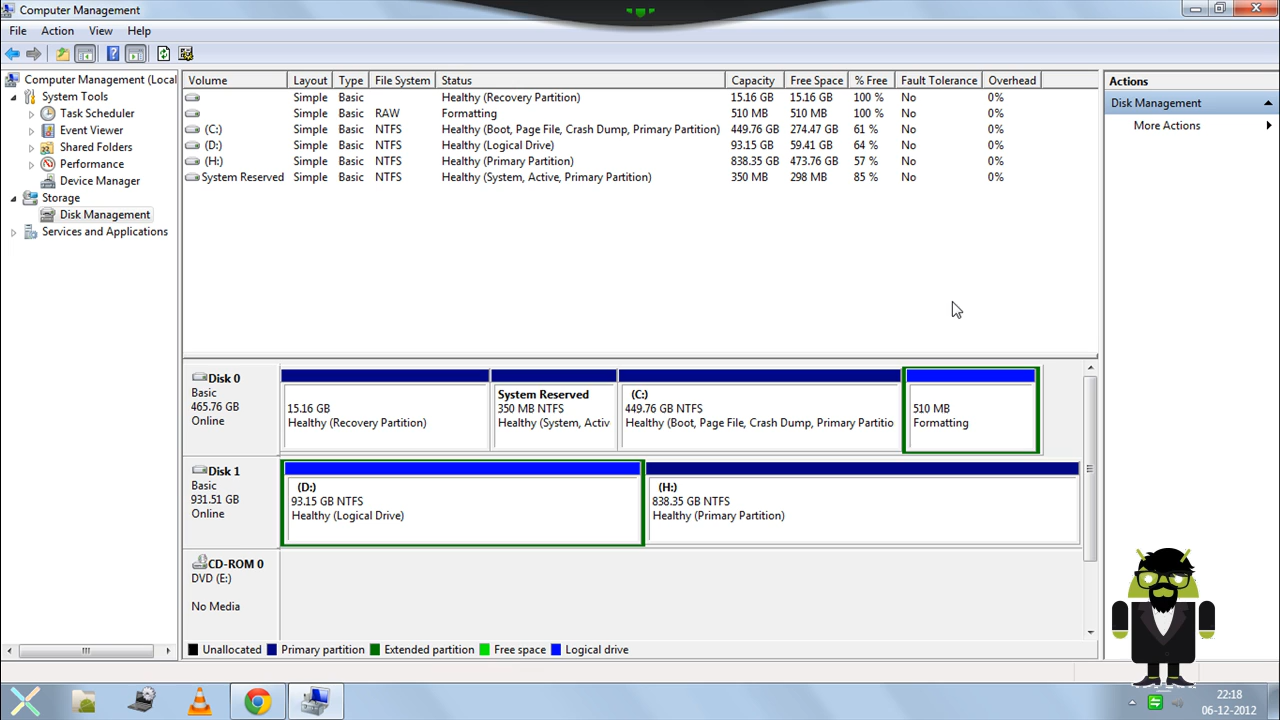 Computer Management
File Action View Help
Computer Management (Local
System Tools
Task Scheduler
Event Viewer
Shared Folders
Performance
Device Manager
Storage
Disk Management
Services and Applications
Volume Layout Type File System Status Capacity Free Space % Free Fault Tolerance Overhead
Simple Basic Healthy (Recovery Partition) 15.16 GB 15.16 GB 100 % No 0%
Simple Basic RAW Formatting 510 MB 510 MB 100 % No 0%
(C:) Simple Basic NTFS Healthy (Boot, Page File, Crash Dump, Primary Partition) 449.76 GB 274.47 GB 61 % No 0%
(D:) Simple Basic NTFS Healthy (Logical Drive) 93.15 GB 59.41 GB 64 % No 0%
(H:) Simple Basic NTFS Healthy (Primary Partition) 838.35 GB 473.76 GB 57 % No 0%
System Reserved Simple Basic NTFS Healthy (System, Active, Primary Partition) 350 MB 298 MB 85 % No 0%
Actions
Disk Management
More Actions
Disk 0
Basic
465.76 GB
Online
15.16 GB
Healthy (Recovery Partition)
System Reserved
350 MB NTFS
Healthy (System, Activ
(C:)
449.76 GB NTFS
Healthy (Boot, Page File, Crash Dump, Primary Partitio
510 MB
Formatting
Disk 1
Basic
931.51 GB
Online
(D:)
93.15 GB NTFS
Healthy (Logical Drive)
(H:)
838.35 GB NTFS
Healthy (Primary Partition)
CD-ROM 0
DVD (E:)
No Media
Unallocated Primary partition Extended partition Free space Logical drive
22:18
06-12-2012